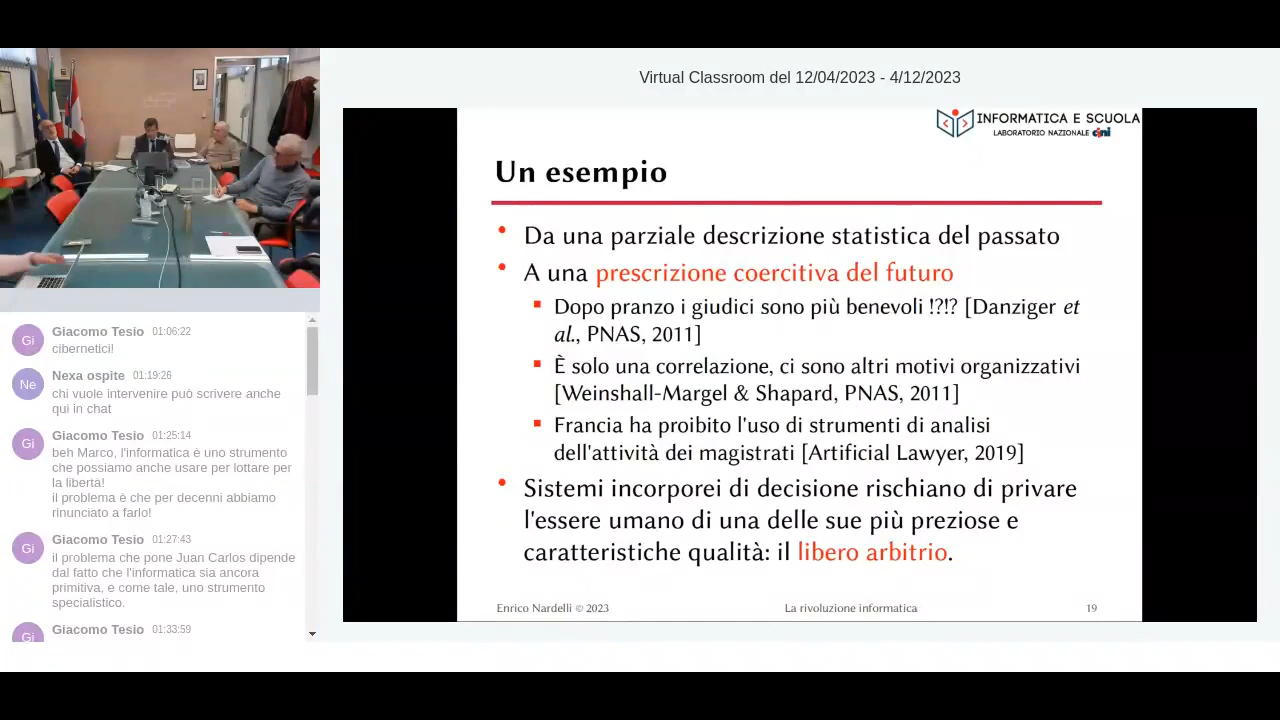 Virtual Classroom del 12/04/2023 - 4/12/2023
INFORMATICA E SCUOLA
LABORATORIO NAZIONALE cini
Un esempio
Da una parziale descrizione statistica del passato
A una prescrizione coercitiva del futuro
Dopo pranzo i giudici sono più benevoli !?!? [Danziger et
al., PNAS, 2011]
È solo una correlazione, ci sono altri motivi organizzativi
[Weinshall-Margel & Shapard, PNAS, 2011]
Francia ha proibito l'uso di strumenti di analisi
dell'attività dei magistrati [Artificial Lawyer, 2019]
Sistemi incorporei di decisione rischiano di privare
l'essere umano di una delle sue più preziose e
caratteristiche qualità: il libero arbitrio.
Enrico Nardelli © 2023
La rivoluzione informatica
19
Gi
Giacomo Tesio 01:06:22
cibernetici!
Ne
Nexa ospite 01:19:26
chi vuole intervenire può scrivere anche
qui in chat
Gi
Giacomo Tesio 01:25:14
beh Marco, l'informatica è uno strumento
che possiamo anche usare per lottare per
la libertà!
il problema è che per decenni abbiamo
rinunciato a farlo!
Gi
Giacomo Tesio 01:27:43
il problema che pone Juan Carlos dipende
dal fatto che l'informatica sia ancora
primitiva, e come tale, uno strumento
specialistico.
Gi
Giacomo Tesio 01:33:59